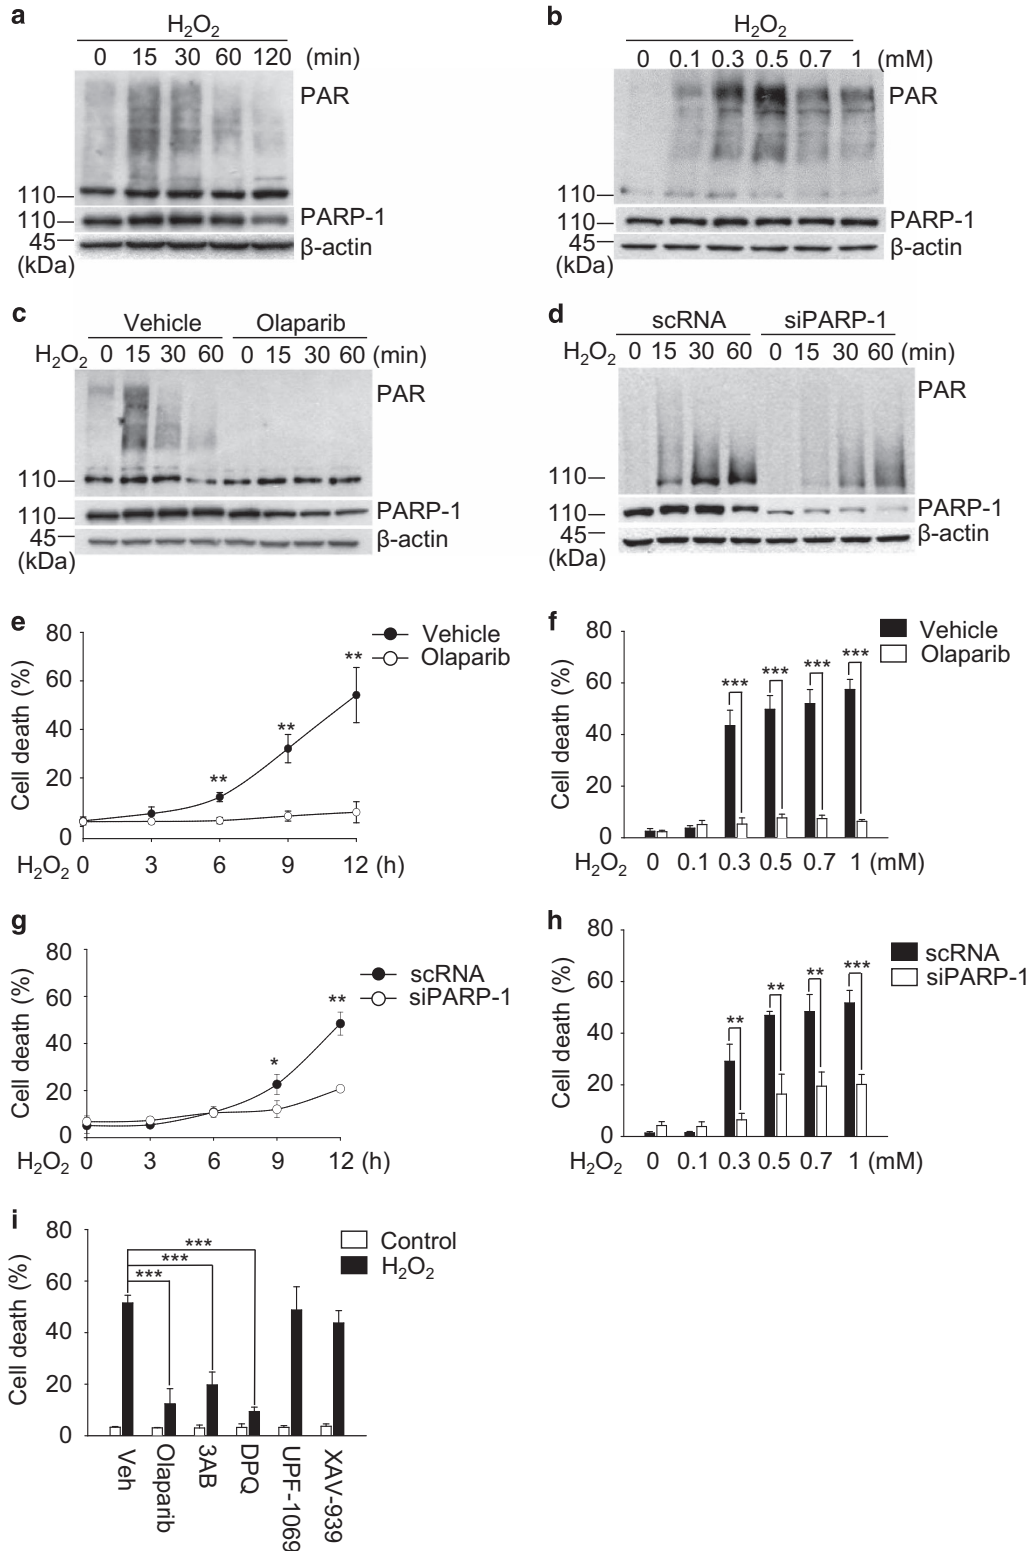 a
H₂O₂
0 15 30 60 120 (min)
PAR
110
110 PARP-1
45 β-actin
(kDa)
b
H₂O₂
0 0.1 0.3 0.5 0.7 1 (mM)
PAR
110
110 PARP-1
45 β-actin
(kDa)
c
Vehicle Olaparib
H₂O₂ 0 15 30 60 0 15 30 60 (min)
PAR
110
110 PARP-1
45 β-actin
(kDa)
d
scRNA siPARP-1
H₂O₂ 0 15 30 60 0 15 30 60 (min)
PAR
110
110 PARP-1
45 β-actin
(kDa)
e
Cell death (%)
80
60
40
20
0
Vehicle
Olaparib
**
**
**
H₂O₂ 0 3 6 9 12 (h)
f
Cell death (%)
80
60
40
20
0
Vehicle
Olaparib
*** *** *** ***
H₂O₂ 0 0.1 0.3 0.5 0.7 1 (mM)
g
Cell death (%)
80
60
40
20
0
scRNA
siPARP-1
**
*
H₂O₂ 0 3 6 9 12 (h)
h
Cell death (%)
80
60
40
20
0
scRNA
siPARP-1
** ** ** ***
H₂O₂ 0 0.1 0.3 0.5 0.7 1 (mM)
i
Cell death (%)
80
60
40
20
0
Control
H₂O₂
***
***
***
Veh
Olaparib
3AB
DPQ
UPF-1069
XAV-939